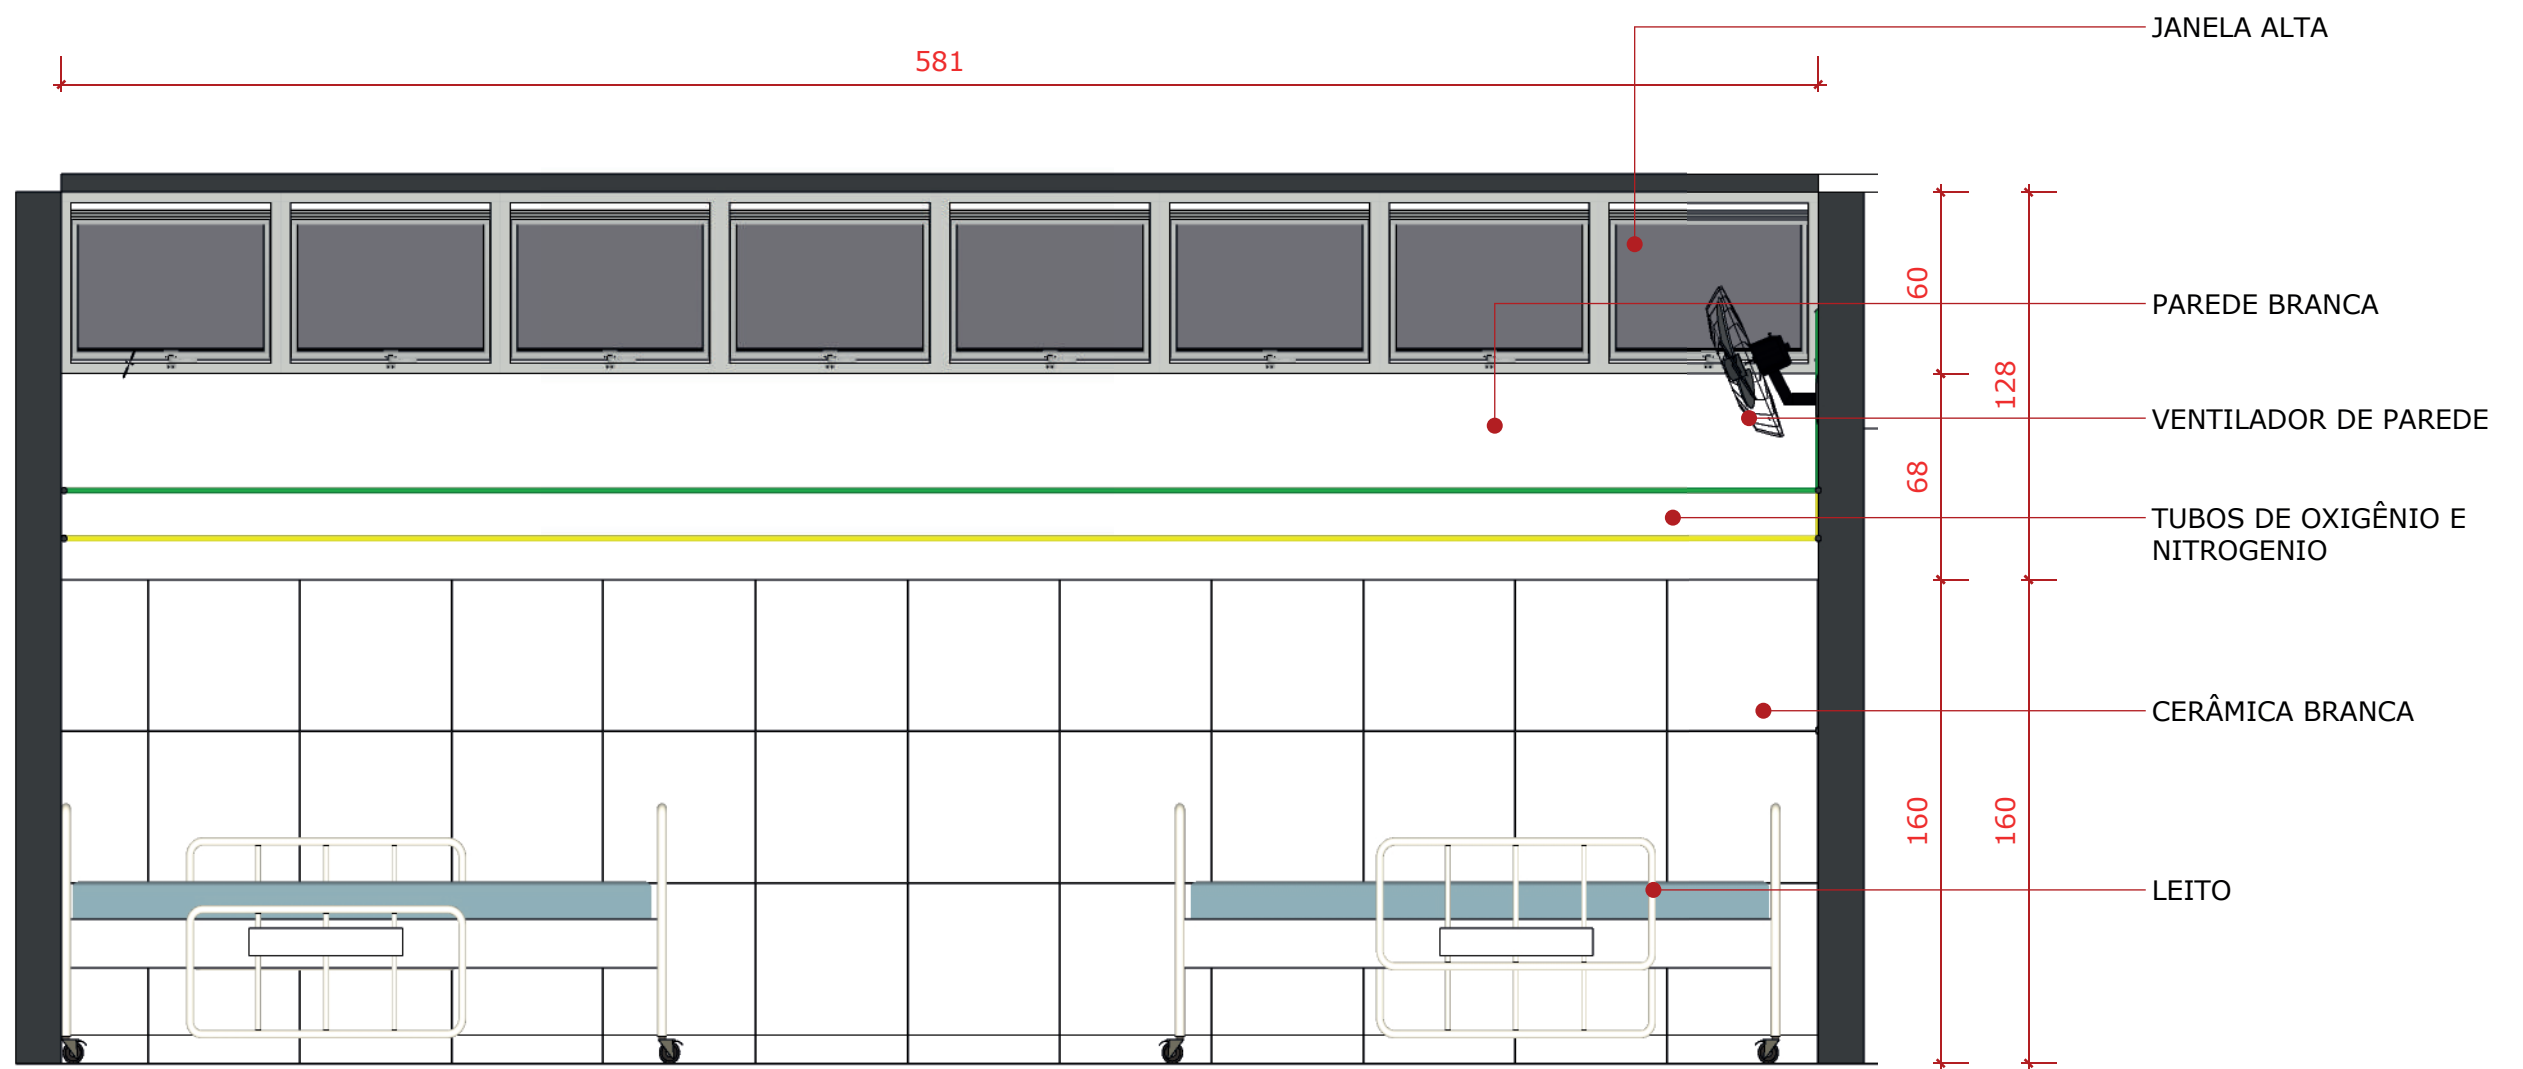 JANELA ALTA
581
60
PAREDE BRANCA
128
VENTILADOR DE PAREDE
68
TUBOS DE OXIGÊNIO E
NITROGENIO
CERÂMICA BRANCA
160
160
LEITO